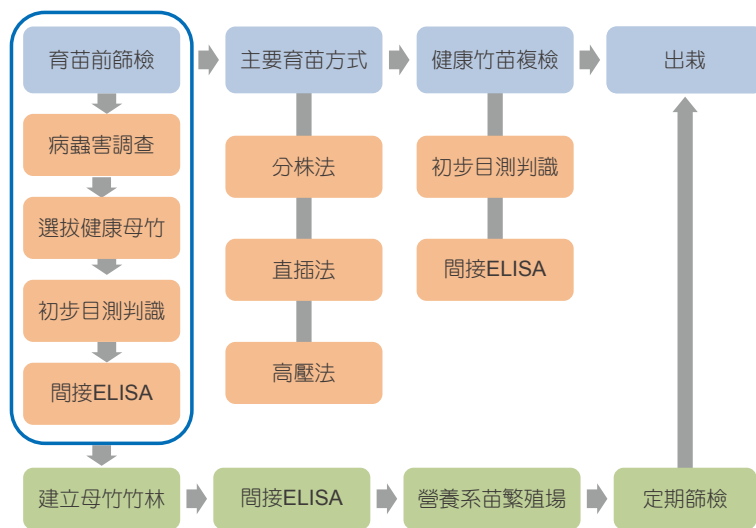 育苗前篩檢
主要育苗方式
健康竹苗複檢
出栽
病蟲害調查
分株法
初步目測判識
選拔健康母竹
直插法
間接ELISA
初步目測判識
高壓法
間接ELISA
建立母竹竹林
間接ELISA
營養系苗繁殖場
定期篩檢